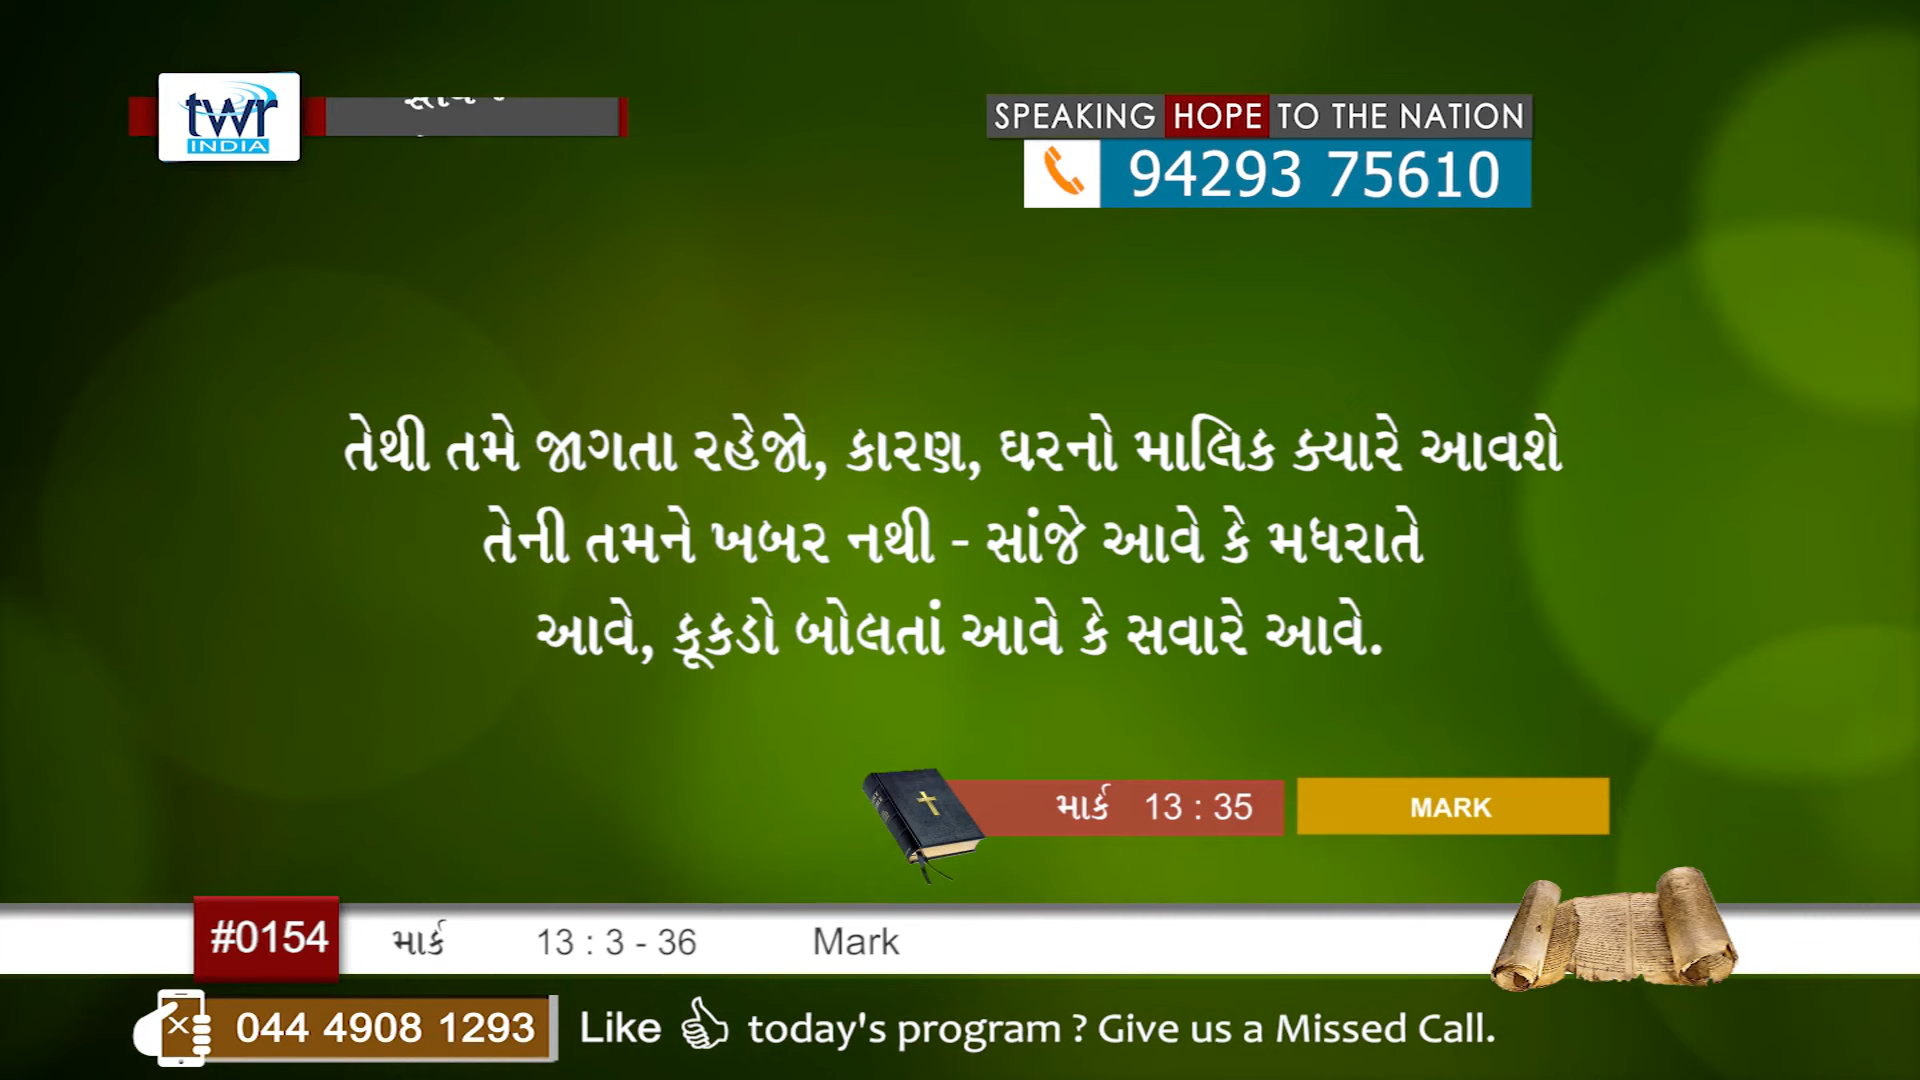 twr
INDIA
SPEAKING HOPE TO THE NATION
94293 75610
તેથી તમે જાગતા રહેજો, કારણ, ઘરનો માલિક ક્યારે આવશે
તેની તમને ખબર નથી - સાંજે આવે કે મધરાતે
આવે, કૂકડો બોલતાં આવે કે સવારે આવે.
માર્ક 13 : 35
MARK
#0154 માર્ક 13 : 3 - 36 Mark
044 4908 1293 Like today's program ? Give us a Missed Call.